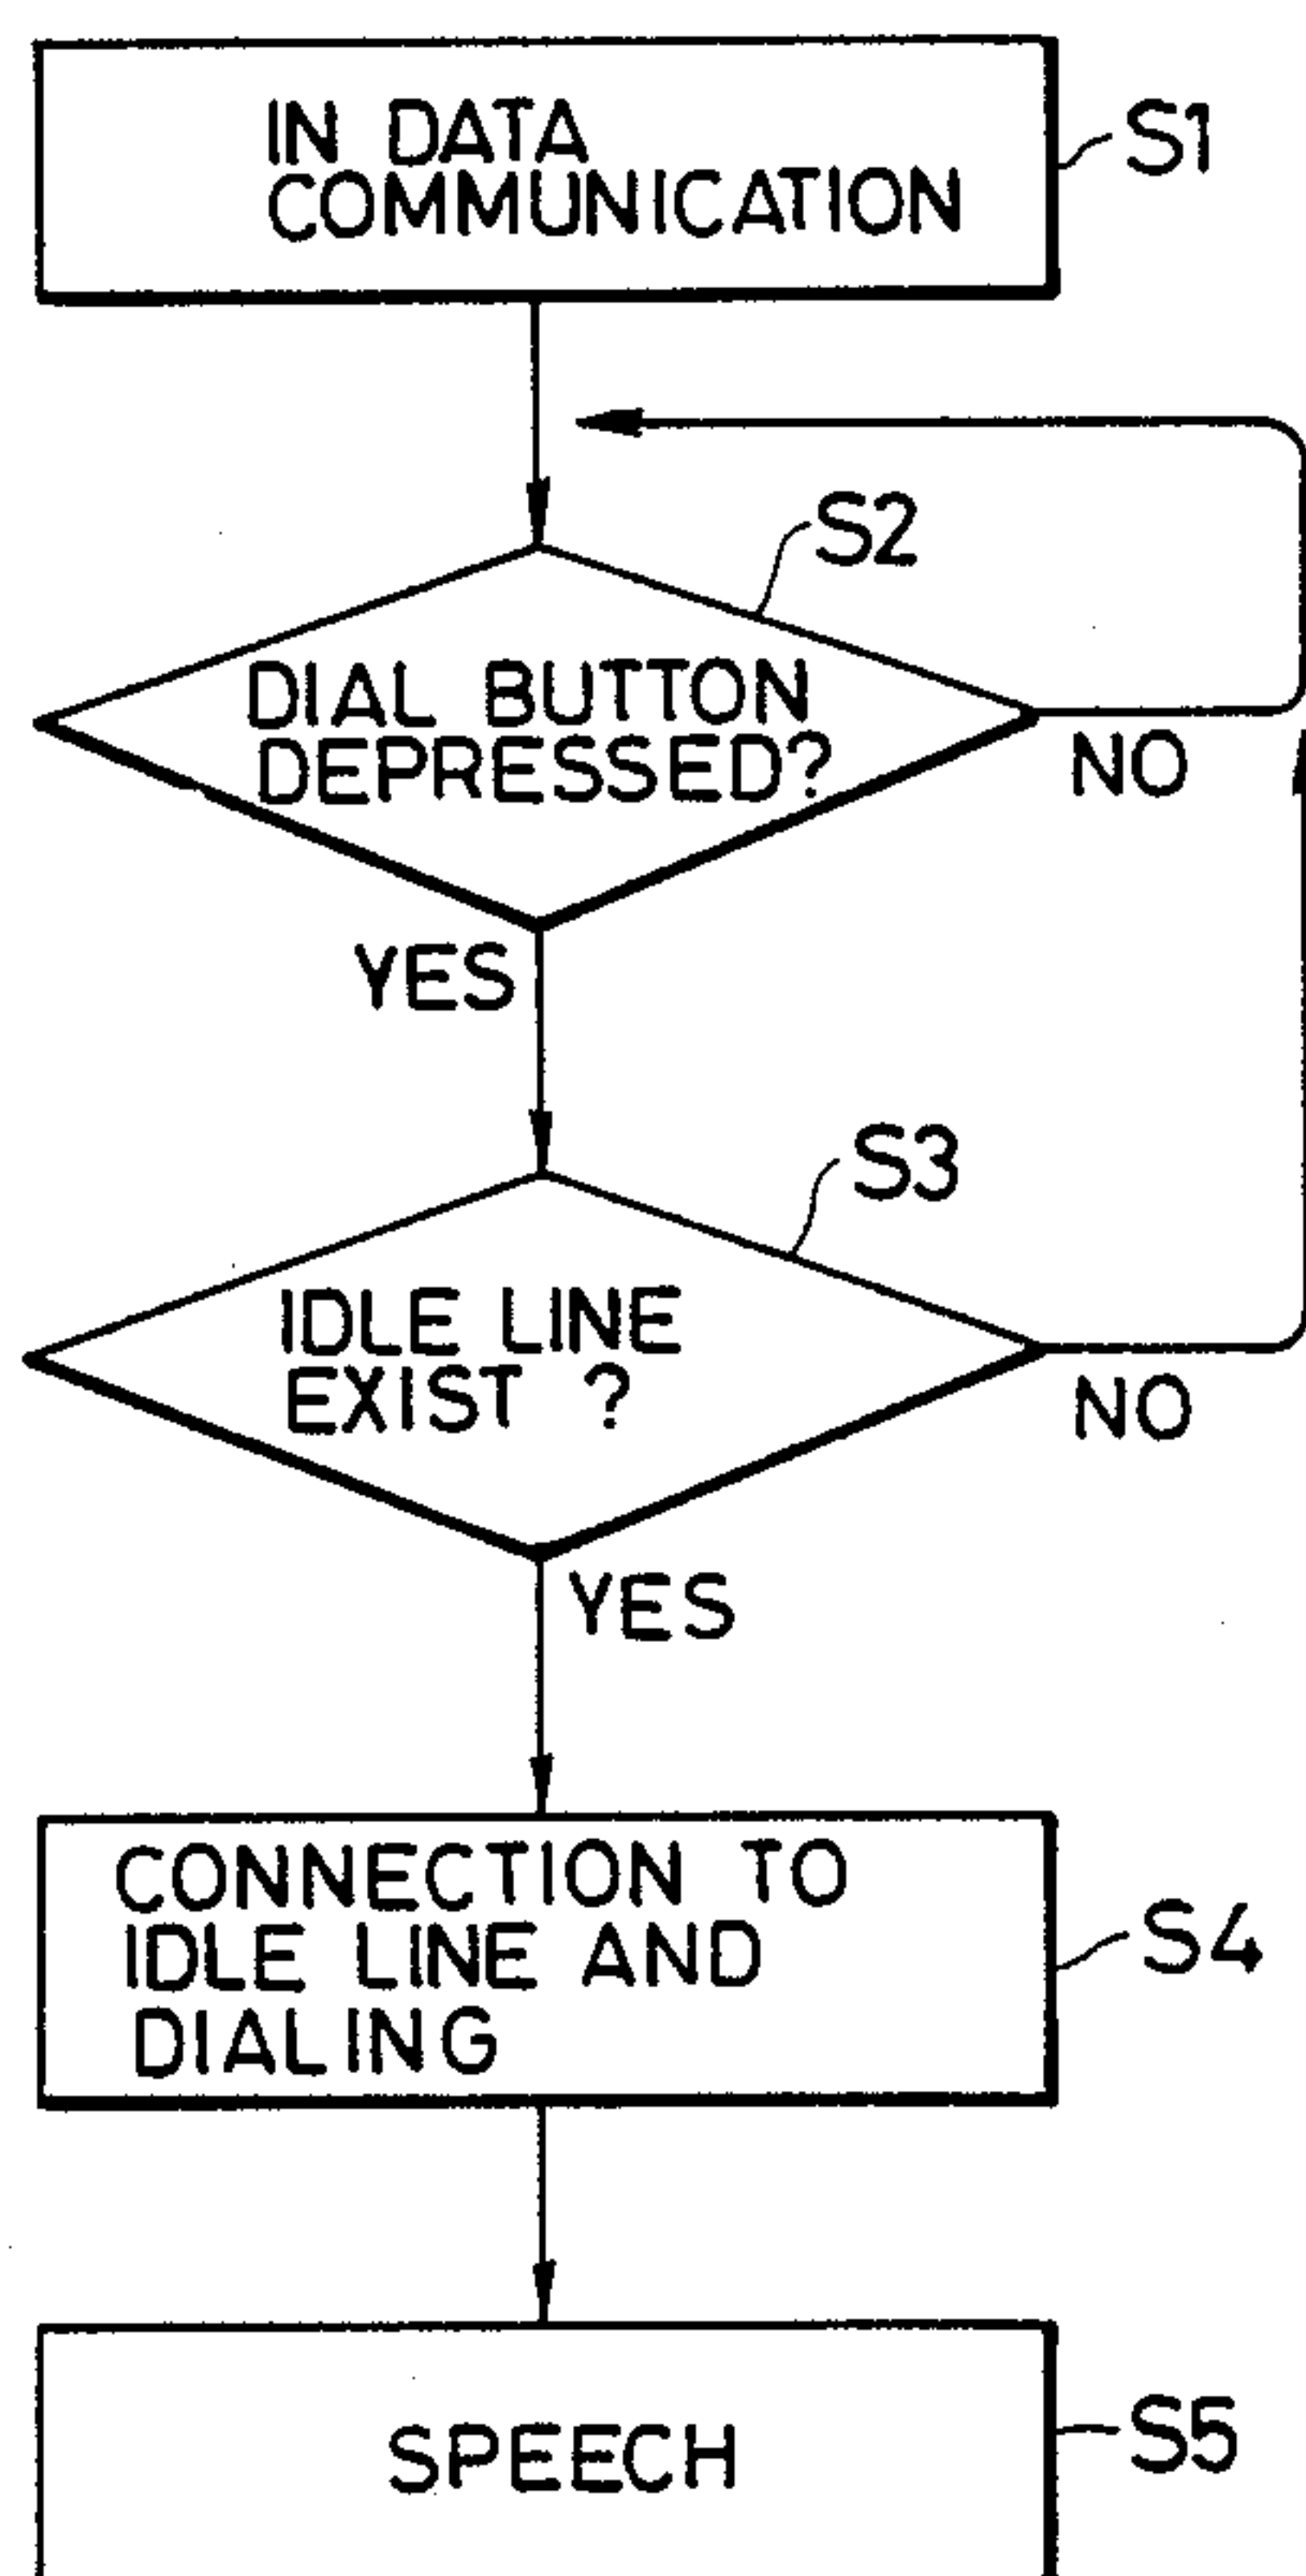 IN DATA
COMMUNICATION
S1
S2
DIAL BUTTON
DEPRESSED?
NO
YES
S3
IDLE LINE
EXIST ?
NO
YES
CONNECTION TO
IDLE LINE AND
DIALING
S4
SPEECH
S5